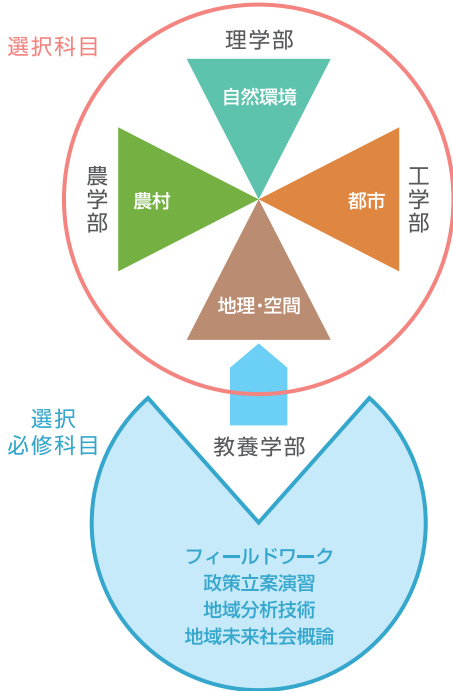 選択科目
理学部
自然環境
農学部
農村
都市
工学部
地理・空間
選択
必修科目
教養学部
フィールドワーク
政策立案演習
地域分析技術
地域未来社会概論